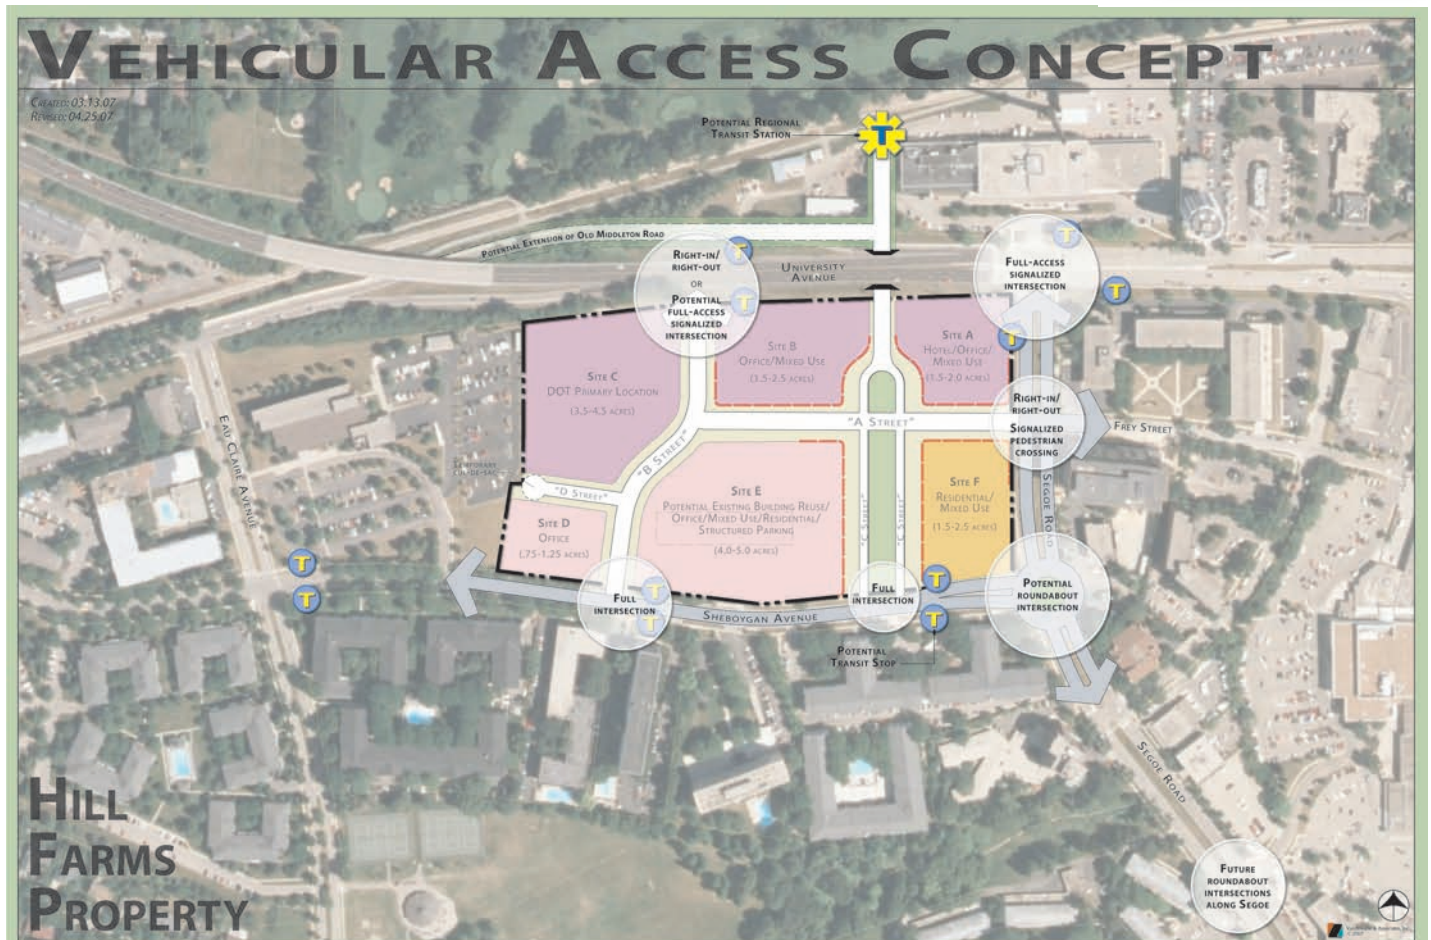 VEHICULAR ACCESS CONCEPT
CREATED: 03.13.07
REVISED: 04.25.07
POTENTIAL REGIONAL
TRANSIT STATION
T
POTENTIAL EXTENSION OF OLD MIDDLETON ROAD
RIGHT-IN/
RIGHT-OUT
OR
POTENTIAL
FULL-ACCESS
SIGNALIZED
INTERSECTION
T
T
UNIVERSITY
AVENUE
FULL-ACCESS
SIGNALIZED
INTERSECTION
T
T
T
SITE C
DOT PRIMARY LOCATION
(3.5-4.5 ACRES)
SITE B
OFFICE/MIXED USE
(1.5-2.5 ACRES)
SITE A
HOTEL/OFFICE/
MIXED USE
(1.5-2.0 ACRES)
RIGHT-IN/
RIGHT-OUT
SIGNALIZED
PEDESTRIAN
CROSSING
FREY STREET
"A STREET"
"B STREET"
EAU CLAIRE AVENUE
TEMPORARY
CUL-DE-SAC
"D STREET"
SITE D
OFFICE
(.75-1.25 ACRES)
SITE E
POTENTIAL EXISTING BUILDING REUSE/
OFFICE/MIXED USE/RESIDENTIAL/
STRUCTURED PARKING
(4.0-5.0 ACRES)
"C STREET"
"C STREET"
SITE F
RESIDENTIAL/
MIXED USE
(1.5-2.5 ACRES)
SEGOE ROAD
T
T
FULL
INTERSECTION
T
T
SHEBOYGAN AVENUE
FULL
INTERSECTION
T
T
POTENTIAL
ROUNDABOUT
INTERSECTION
POTENTIAL
TRANSIT STOP
SEGOE ROAD
FUTURE
ROUNDABOUT
INTERSECTIONS
ALONG SEGOE
HILL
FARMS
PROPERTY